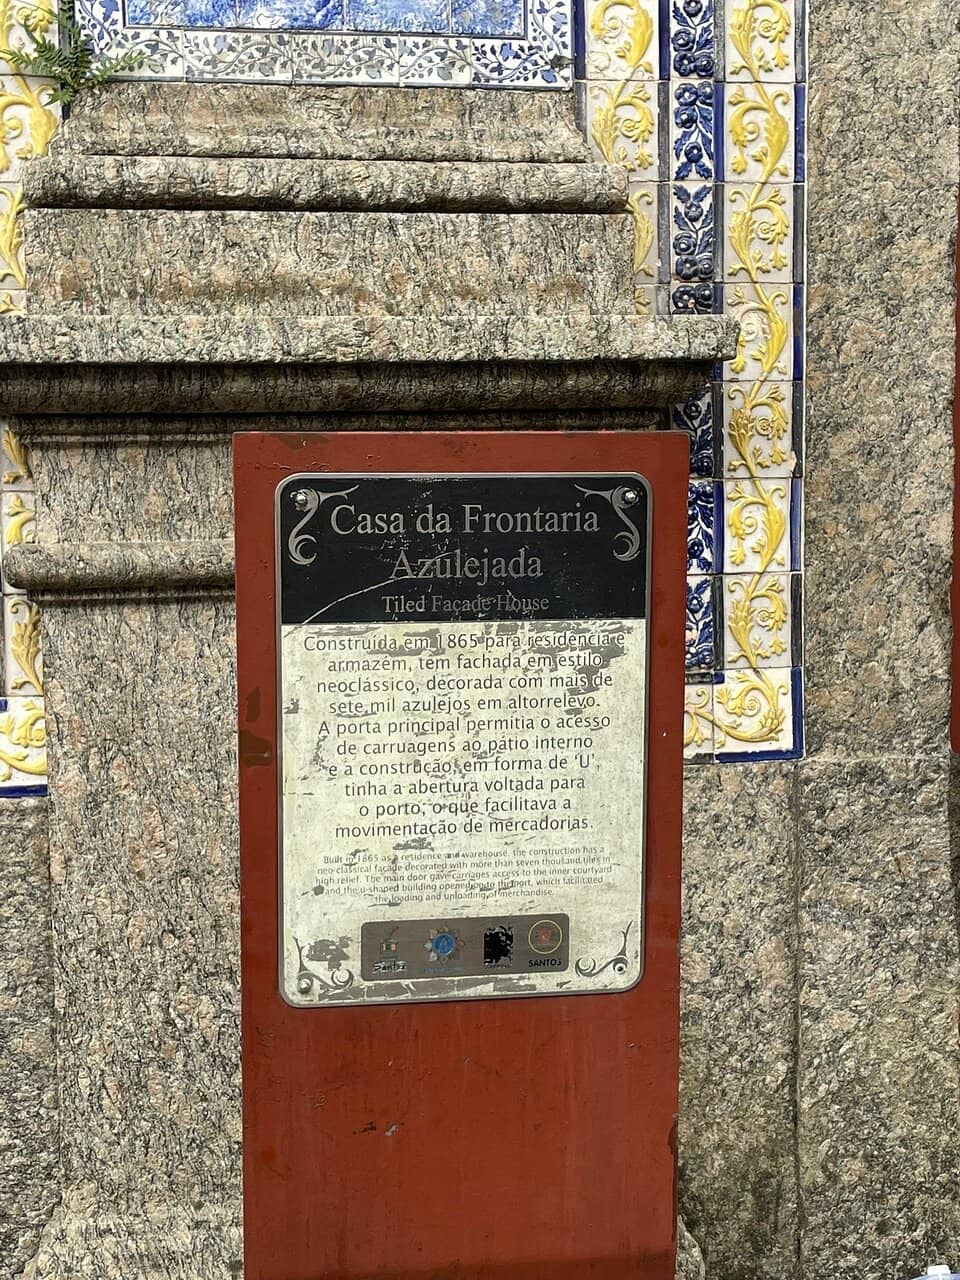 Casa da Frontaria
Azulejada
Tiled Façade House
Construída em 1865 para residência e
armazém, tem fachada em estilo
neoclássico, decorada com mais de
sete mil azulejos em altorrelevo.
A porta principal permitia o acesso
de carruagens ao pátio interno
e a construção, em forma de ‘U’
tinha a abertura voltada para
o porto, o que facilitava a
movimentação de mercadorias.
Built in 1865 as a residence and warehouse, the construction has a
neo-classical façade decorated with more than seven thousand tiles in
high relief. The main door gave carriages access to the inner courtyard
and the u-shaped building opened on to the port, which facilitated
the loading and unloading of merchandise.
Santos
SANTOS